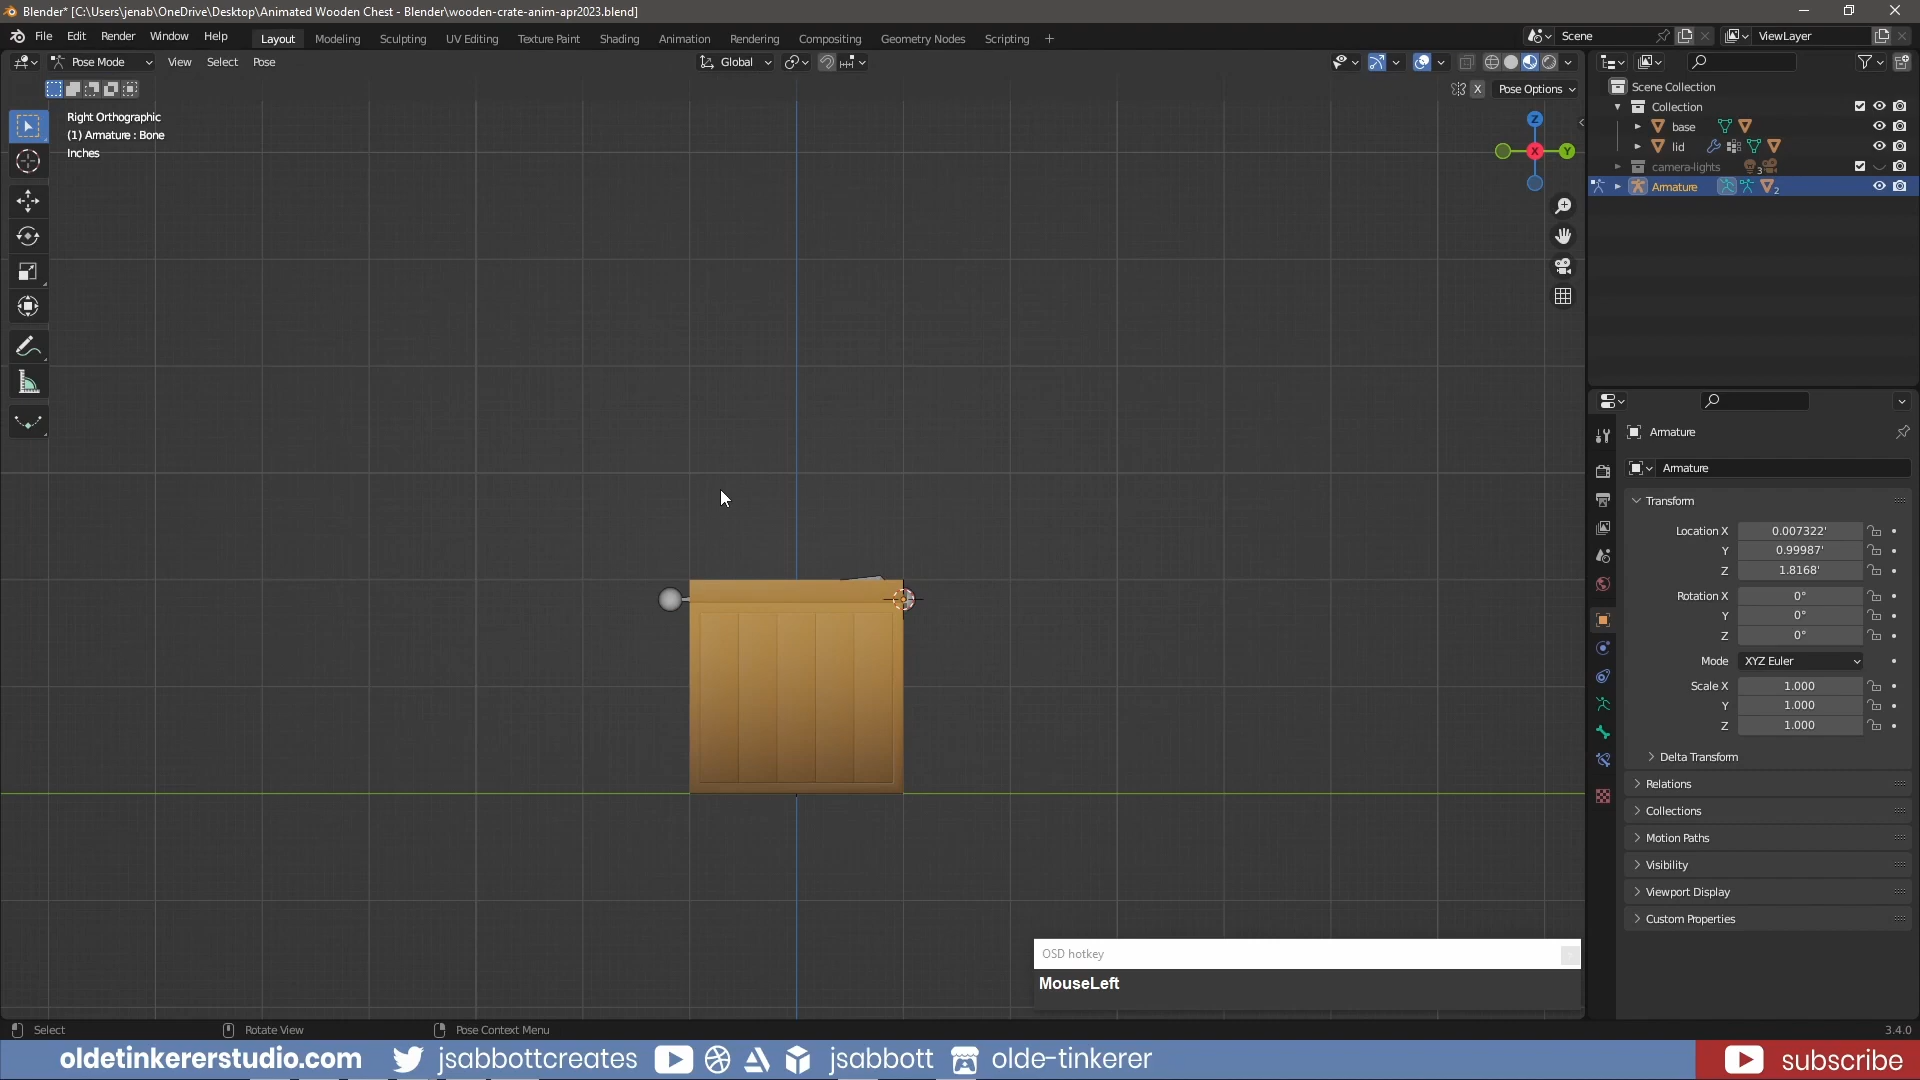 Blender* [C:\Users\jenab\OneDrive\Desktop\Animated Wooden Chest - Blender\wooden-crate-anim-apr2023.blend]
File Edit Render Window Help Layout Modeling Sculpting UV Editing Texture Paint Shading Animation Rendering Compositing Geometry Nodes Scripting + Scene ViewLayer
Pose Mode View Select Pose Global
X Pose Options
Right Orthographic
(1) Armature : Bone
Inches
Z
X
Y
Scene Collection
Collection
base
lid
camera-lights 3
Armature 2
Armature
Armature
Transform
Location X 0.007322'
Y 0.99987'
Z 1.8168'
Rotation X 0°
Y 0°
Z 0°
Mode XYZ Euler
Scale X 1.000
Y 1.000
Z 1.000
Delta Transform
Relations
Collections
Motion Paths
Visibility
Viewport Display
Custom Properties
OSD hotkey
MouseLeft
Select Rotate View Pose Context Menu 3.4.0
oldetinkererstudio.com jsabbottcreates jsabbott olde-tinkerer subscribe